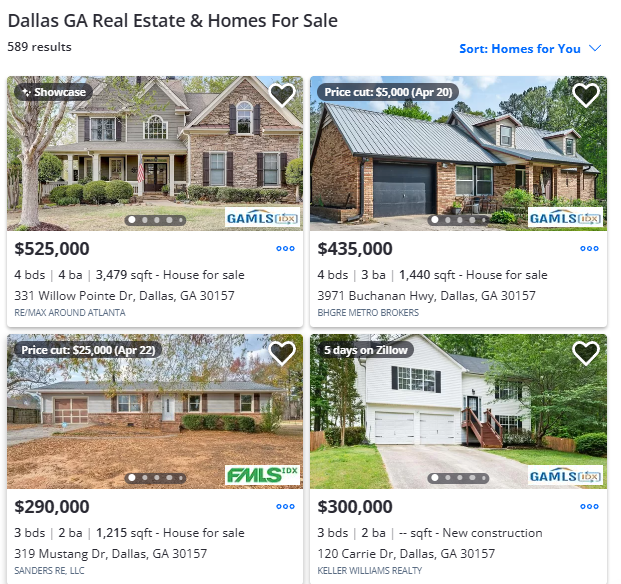 Dallas GA Real Estate & Homes For Sale
589 results
Sort: Homes for You
Showcase
GAMLS IDX
$525,000
4 bds | 4 ba | 3,479 sqft - House for sale
331 Willow Pointe Dr, Dallas, GA 30157
RE/MAX AROUND ATLANTA
Price cut: $5,000 (Apr 20)
GAMLS IDX
$435,000
4 bds | 3 ba | 1,440 sqft - House for sale
3971 Buchanan Hwy, Dallas, GA 30157
BHGRE METRO BROKERS
Price cut: $25,000 (Apr 22)
FMLS IDX
$290,000
3 bds | 2 ba | 1,215 sqft - House for sale
319 Mustang Dr, Dallas, GA 30157
SANDERS RE, LLC
5 days on Zillow
GAMLS IDX
$300,000
3 bds | 2 ba | -- sqft - New construction
120 Carrie Dr, Dallas, GA 30157
KELLER WILLIAMS REALTY